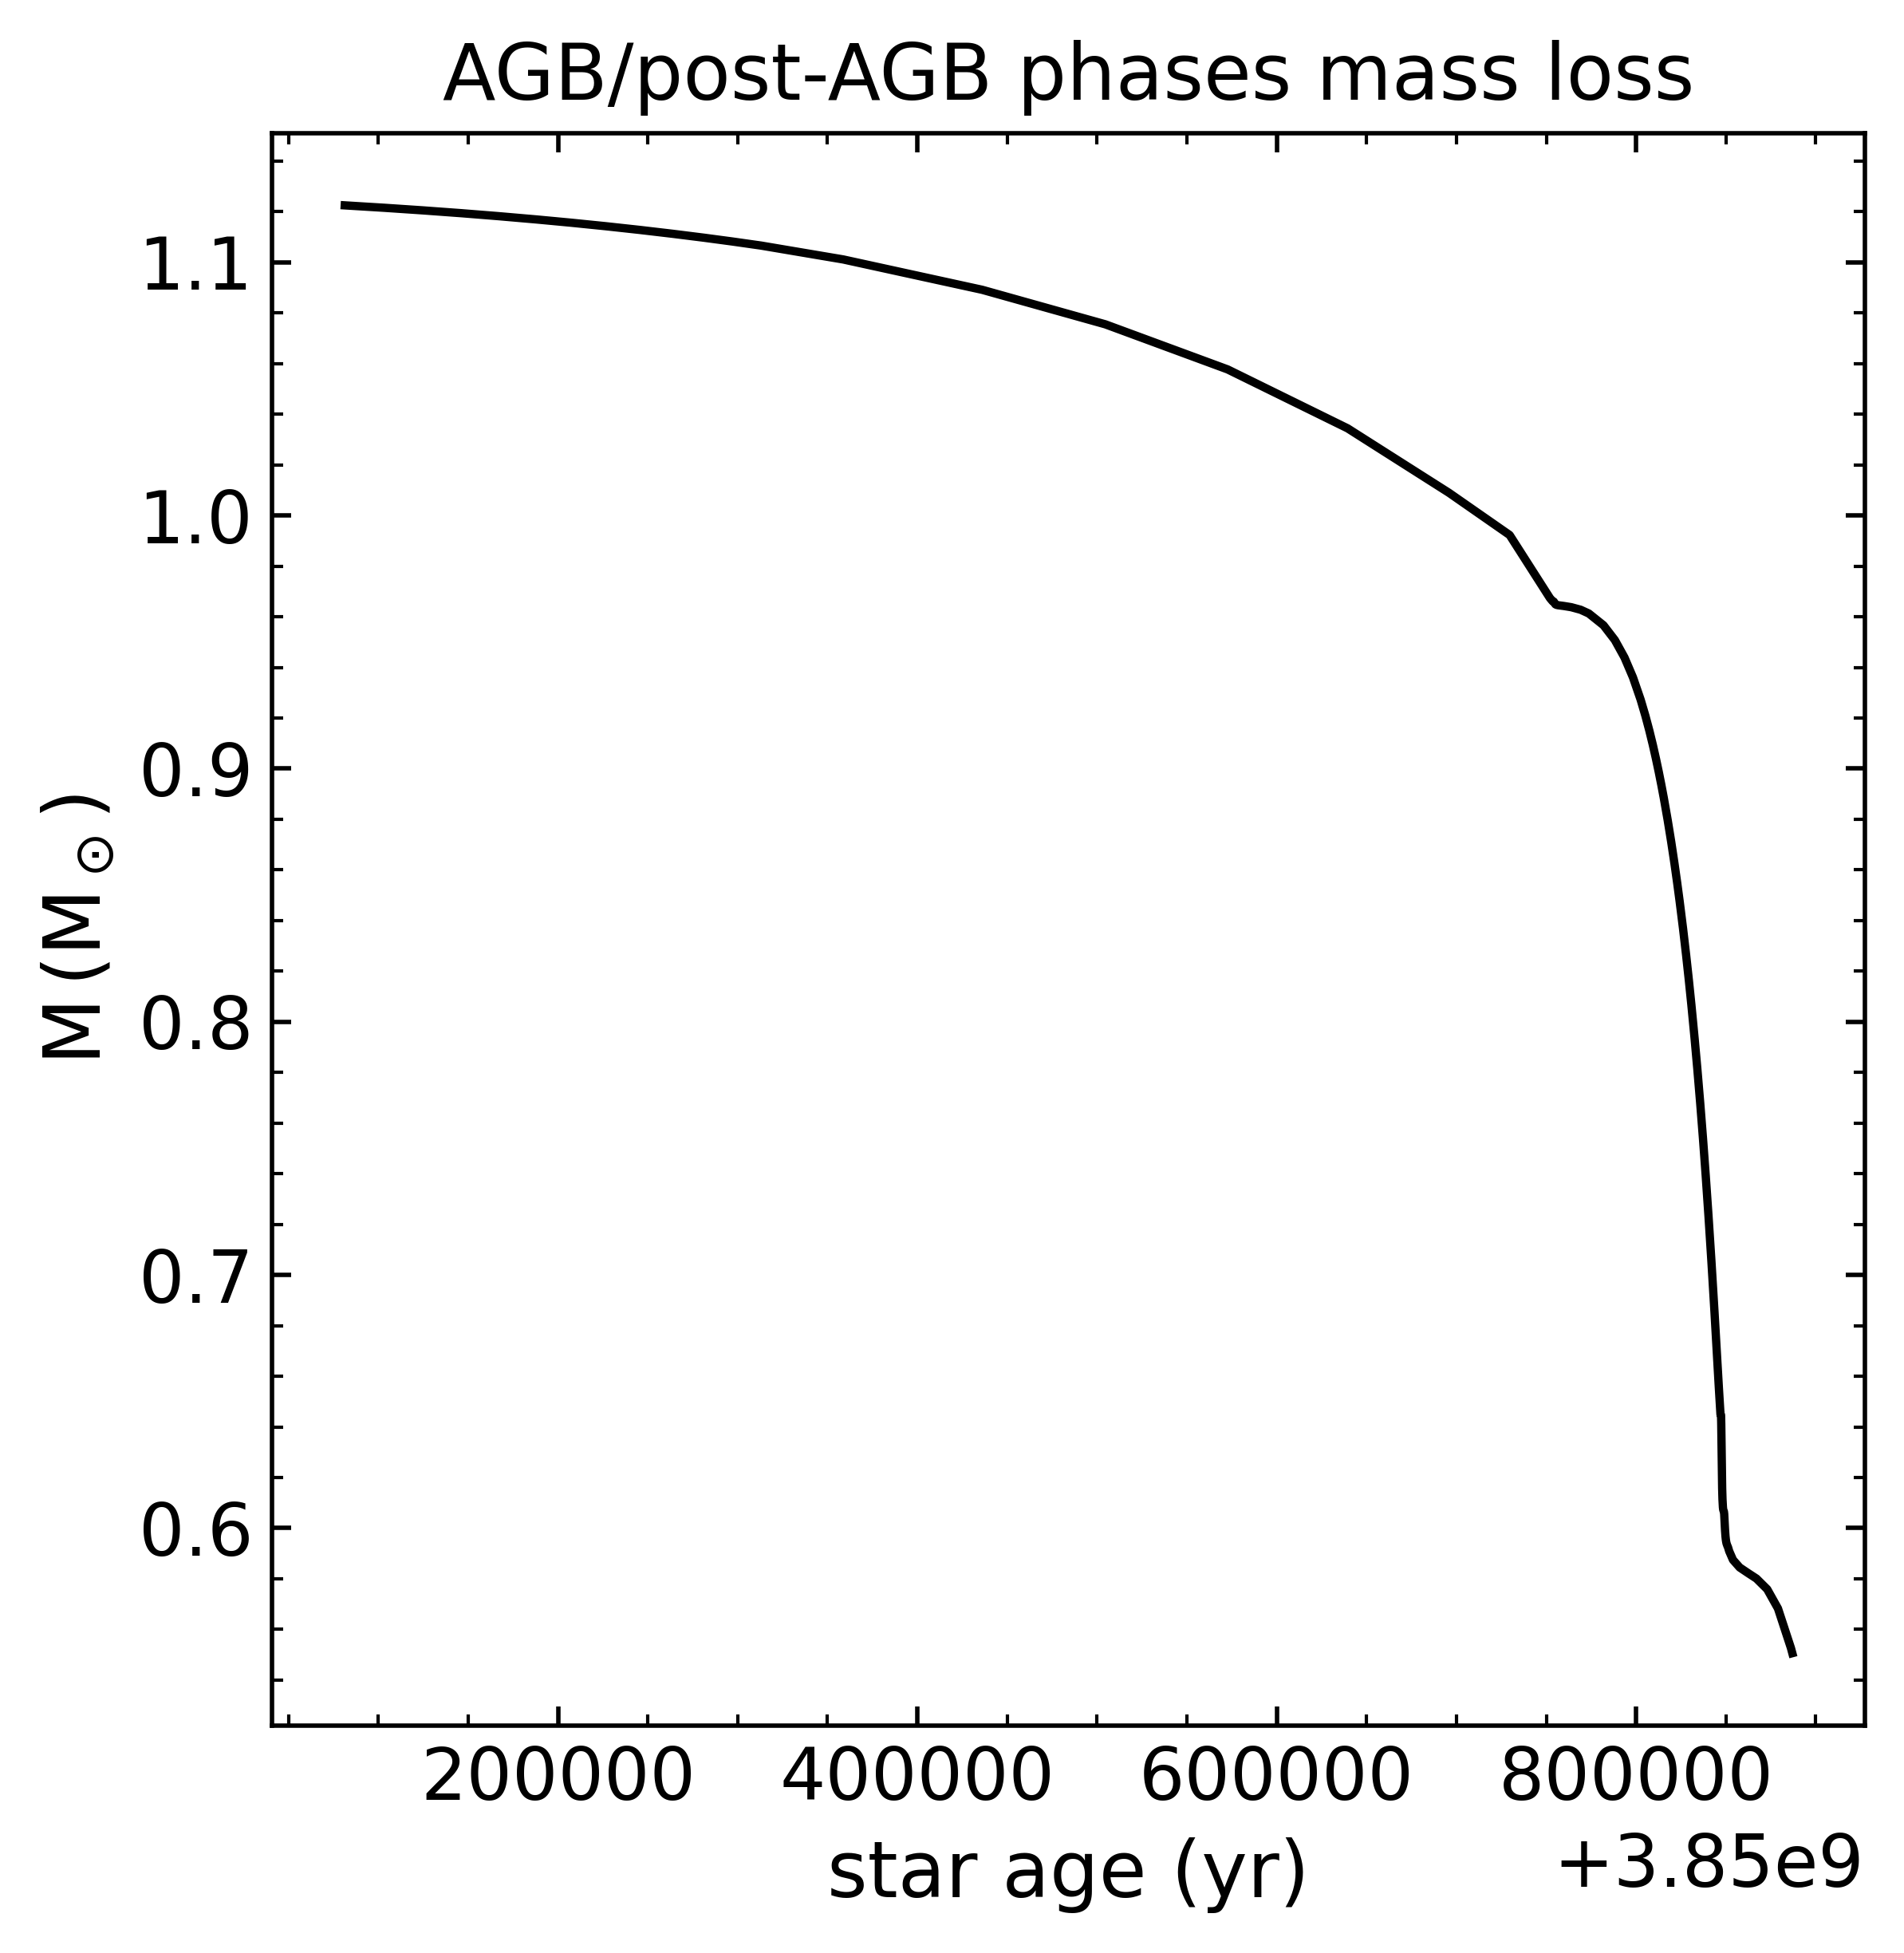 AGB/post-AGB phases mass loss
M (M⊙)
1.1
1.0
0.9
0.8
0.7
0.6
200000 400000 600000 800000
star age (yr)
+3.85e9